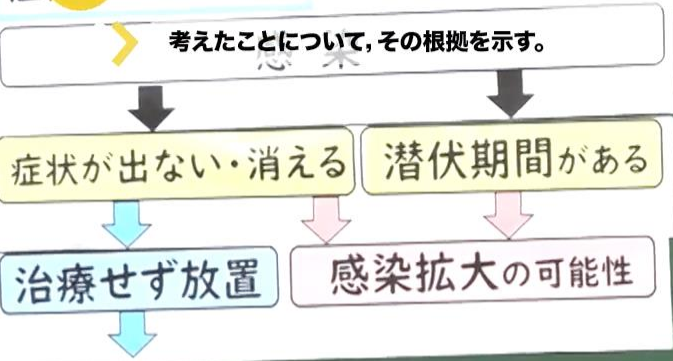 考えたことについて，その根拠を示す。
感染
症状が出ない・消える
潜伏期間がある
治療せず放置
感染拡大の可能性